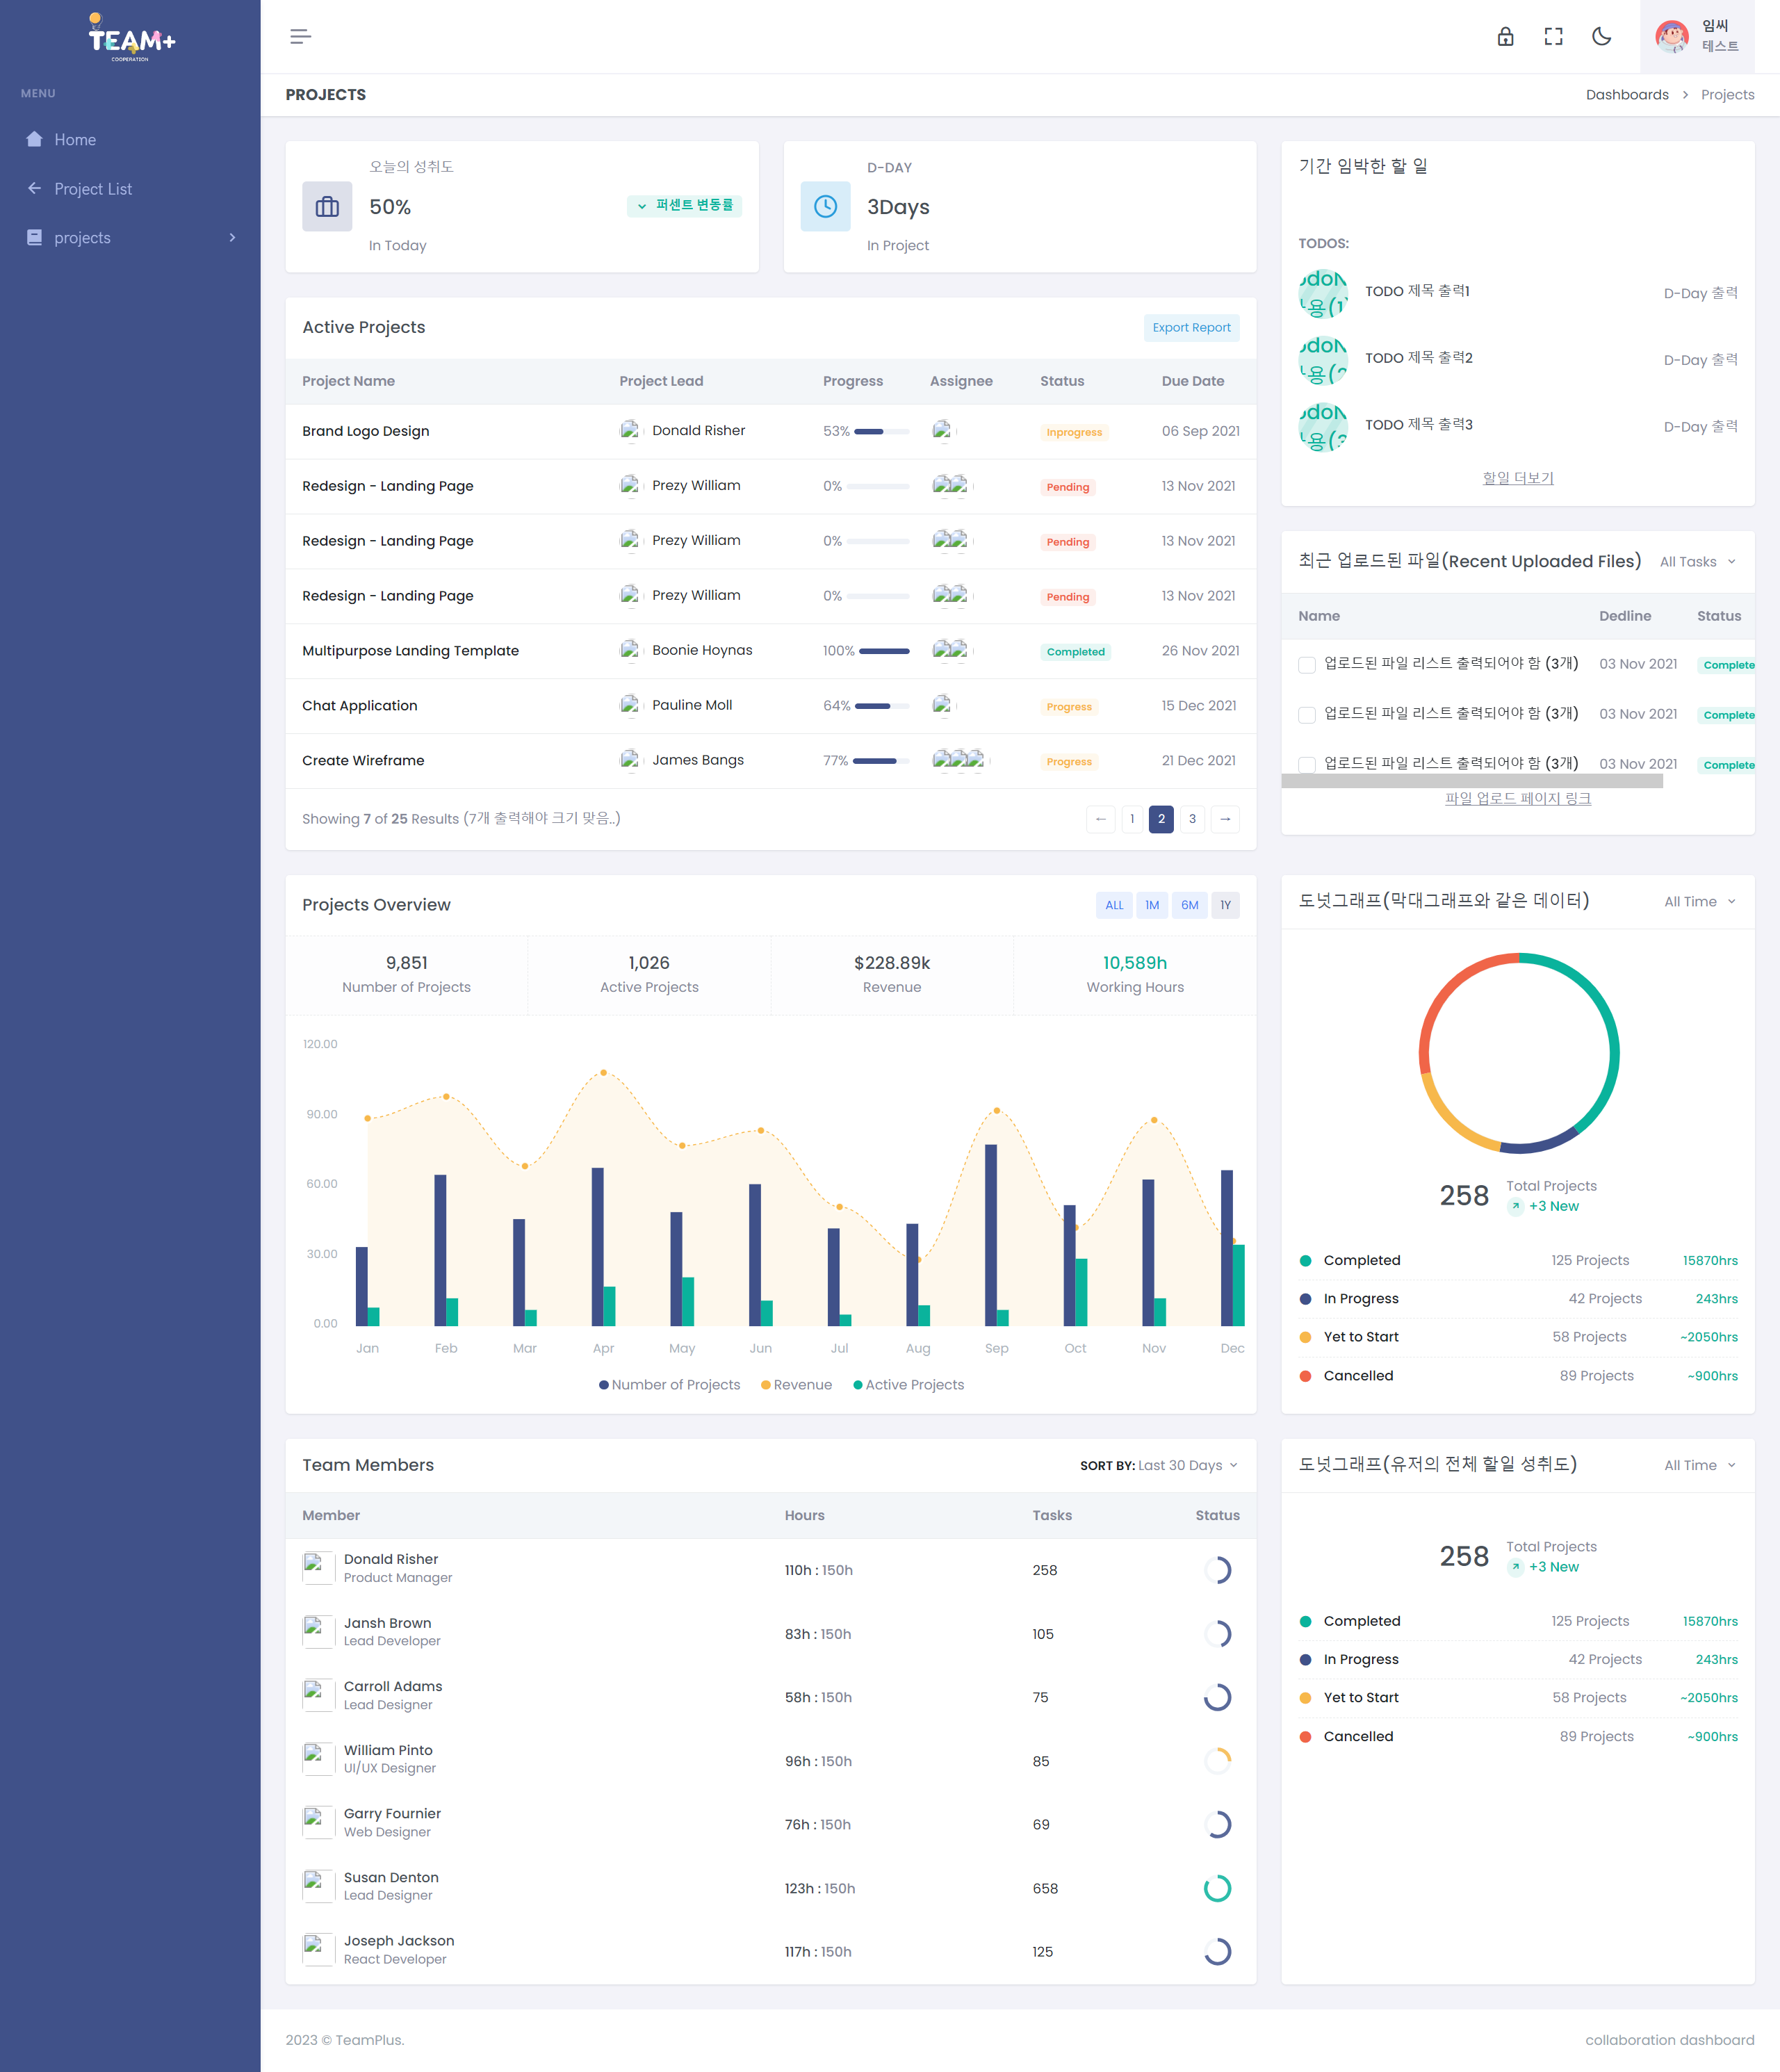 TEAM+
COOPERATION
MENU
Home
Project List
projects
임씨
테스트
PROJECTS
Dashboards
Projects
오늘의 성취도
50%
퍼센트 변동률
In Today
D-DAY
3Days
In Project
Active Projects
Export Report
Project Name Project Lead Progress Assignee Status Due Date
Brand Logo Design Donald Risher 53% Inprogress 06 Sep 2021
Redesign - Landing Page Prezy William 0% Pending 13 Nov 2021
Redesign - Landing Page Prezy William 0% Pending 13 Nov 2021
Redesign - Landing Page Prezy William 0% Pending 13 Nov 2021
Multipurpose Landing Template Boonie Hoynas 100% Completed 26 Nov 2021
Chat Application Pauline Moll 64% Progress 15 Dec 2021
Create Wireframe James Bangs 77% Progress 21 Dec 2021
Showing 7 of 25 Results (7개 출력해야 크기 맞음..)
← 1 2 3 →
기간 임박한 할 일
TODOS:
TODO 제목 출력1 D-Day 출력
TODO 제목 출력2 D-Day 출력
TODO 제목 출력3 D-Day 출력
할일 더보기
최근 업로드된 파일(Recent Uploaded Files) All Tasks
Name Dedline Status
업로드된 파일 리스트 출력되어야 함 (3개) 03 Nov 2021 Complete
업로드된 파일 리스트 출력되어야 함 (3개) 03 Nov 2021 Complete
업로드된 파일 리스트 출력되어야 함 (3개) 03 Nov 2021 Complete
파일 업로드 페이지 링크
Projects Overview
ALL 1M 6M 1Y
9,851 1,026 $228.89k 10,589h
Number of Projects Active Projects Revenue Working Hours
120.00
90.00
60.00
30.00
0.00
Jan Feb Mar Apr May Jun Jul Aug Sep Oct Nov Dec
Number of Projects Revenue Active Projects
도넛그래프(막대그래프와 같은 데이터) All Time
258
Total Projects
+3 New
Completed 125 Projects 15870hrs
In Progress 42 Projects 243hrs
Yet to Start 58 Projects ~2050hrs
Cancelled 89 Projects ~900hrs
Team Members
SORT BY: Last 30 Days
Member Hours Tasks Status
Donald Risher
Product Manager
110h : 150h 258
Jansh Brown
Lead Developer
83h : 150h 105
Carroll Adams
Lead Designer
58h : 150h 75
William Pinto
UI/UX Designer
96h : 150h 85
Garry Fournier
Web Designer
76h : 150h 69
Susan Denton
Lead Designer
123h : 150h 658
Joseph Jackson
React Developer
117h : 150h 125
도넛그래프(유저의 전체 할일 성취도) All Time
258
Total Projects
+3 New
Completed 125 Projects 15870hrs
In Progress 42 Projects 243hrs
Yet to Start 58 Projects ~2050hrs
Cancelled 89 Projects ~900hrs
2023 © TeamPlus.
collaboration dashboard